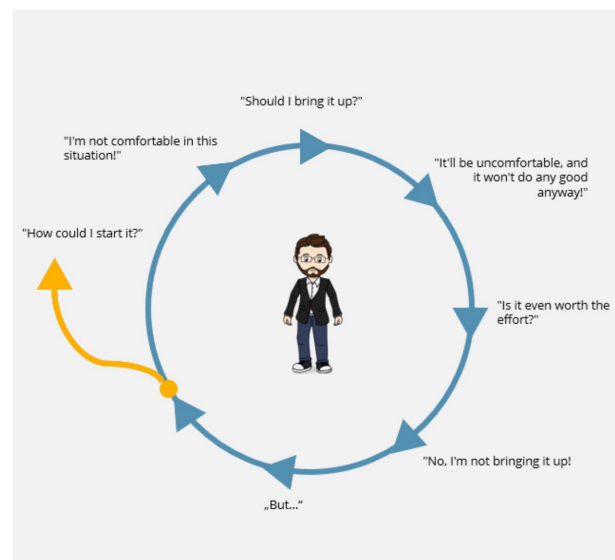 "Should I bring it up?"
"I'm not comfortable in this
situation!"
"It'll be uncomfortable, and
it won't do any good
anyway!"
"How could I start it?"
"Is it even worth the
effort?"
"No, I'm not bringing it up!
„But...“